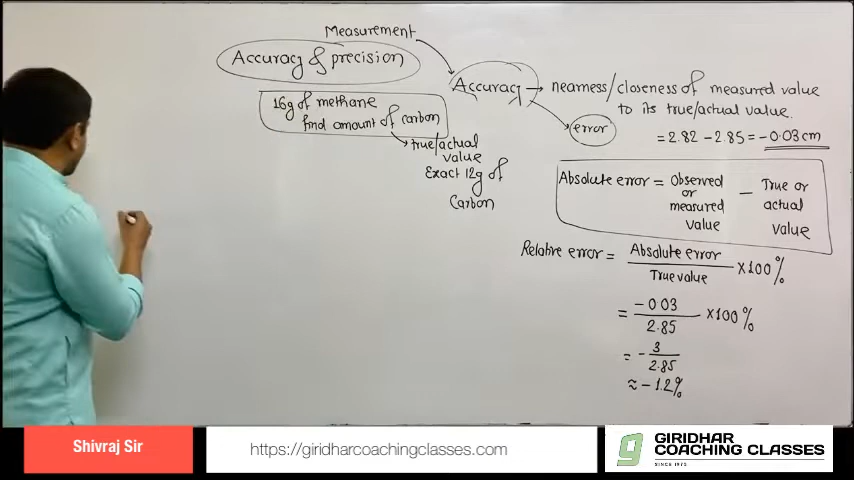 Measurement
Accuracy & precision
16g of methane
find amount of carbon
true/actual
value
Exact 12g of
Carbon
Accuracy → nearness/closeness of measured value
to its true/actual value.
error
= 2.82 - 2.85 = -0.03cm
Absolute error = Observed or measured value - True or actual value
Relative error = Absolute error / True value × 100%
= -0.03 / 2.85 × 100%
= - 3 / 2.85
≈ -1.2%
Shivraj Sir
https://giridharcoachingclasses.com
GIRIDHAR
COACHING CLASSES
SINCE 1975